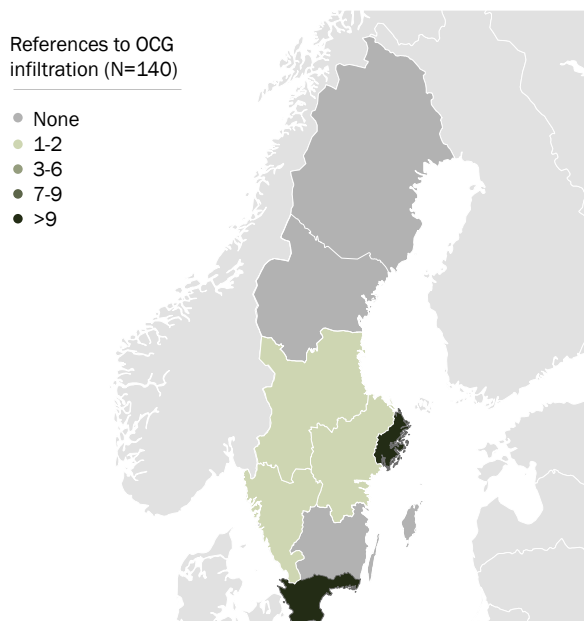 References to OCG
infiltration (N=140)
None
1-2
3-6
7-9
>9